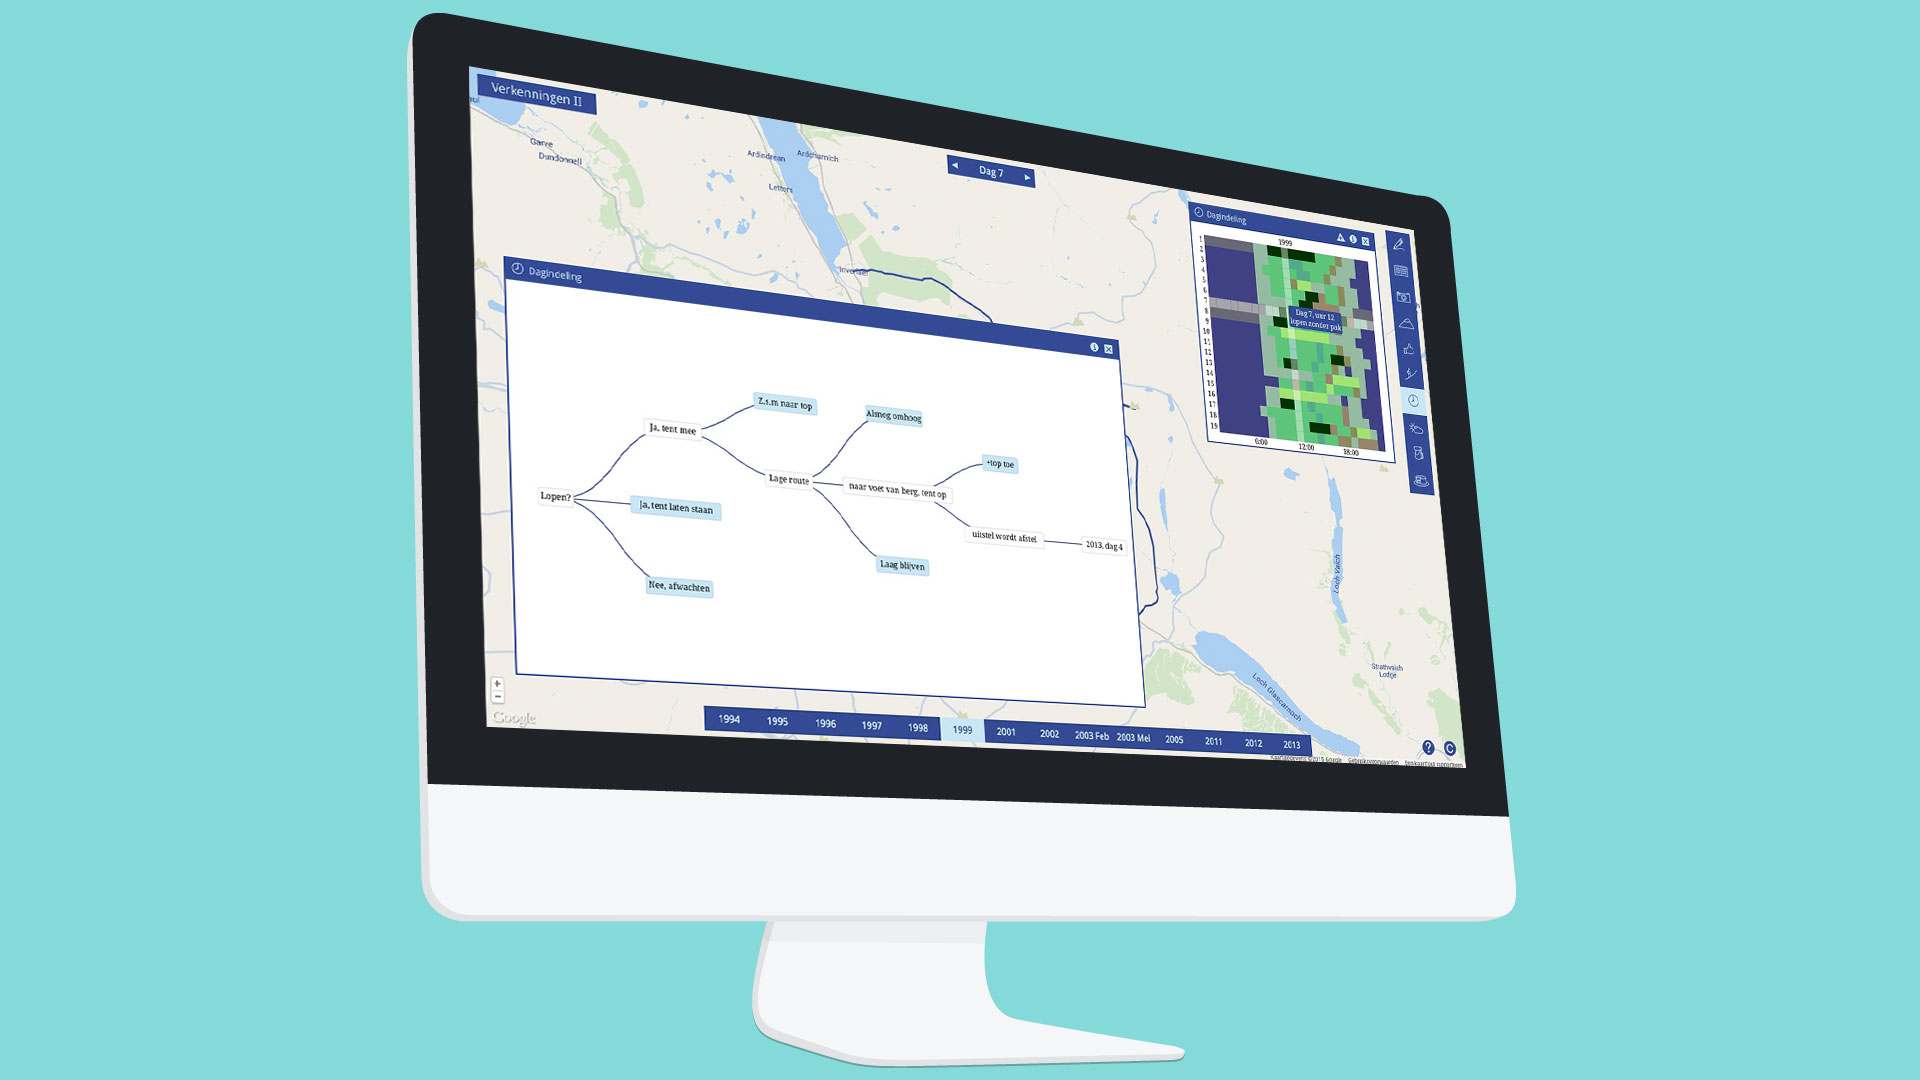 Verkenningen II
Garve
Dundonnell
Ardindrean
Ardcharnich
Letters
Dag 7
Inverlael
Dagindeling
1999
1
2
3
4
5
6
7
8
9
10
11
12
13
14
15
16
17
18
19
Dag 7, uur 12
lopen zonder pak
6:00
12:00
18:00
Dagindeling
Z.s.m naar top
Ja, tent mee
Alsnog omhoog
+top toe
Lage route
naar voet van berg, tent op
Lopen?
Ja, tent laten staan
uitstel wordt afstel
2013, dag 4
Laag blijven
Nee, afwachten
Loch Vaich
Strathvaich
Lodge
Loch Glascarnoch
+
-
Google
1994
1995
1996
1997
1998
1999
2001
2002
2003 Feb
2003 Mei
2005
2011
2012
2013
?
C